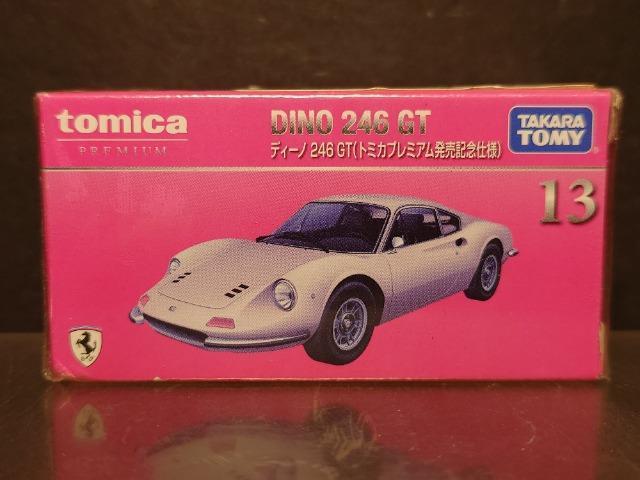 tomica
PREMIUM
DINO 246 GT
ディーノ 246 GT(トミカプレミアム発売記念仕様)
TAKARA
TOMY
13